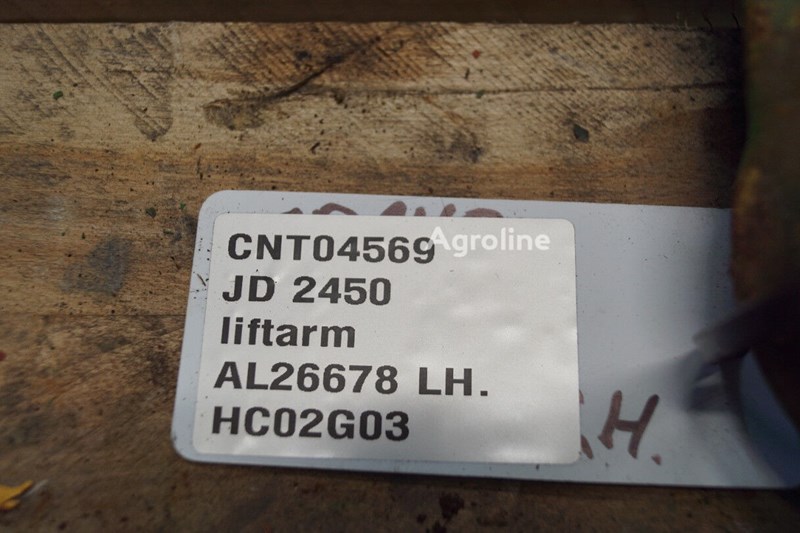 CNT04569
Agroline
JD 2450
liftarm
AL26678 LH.
HC02G03
H.